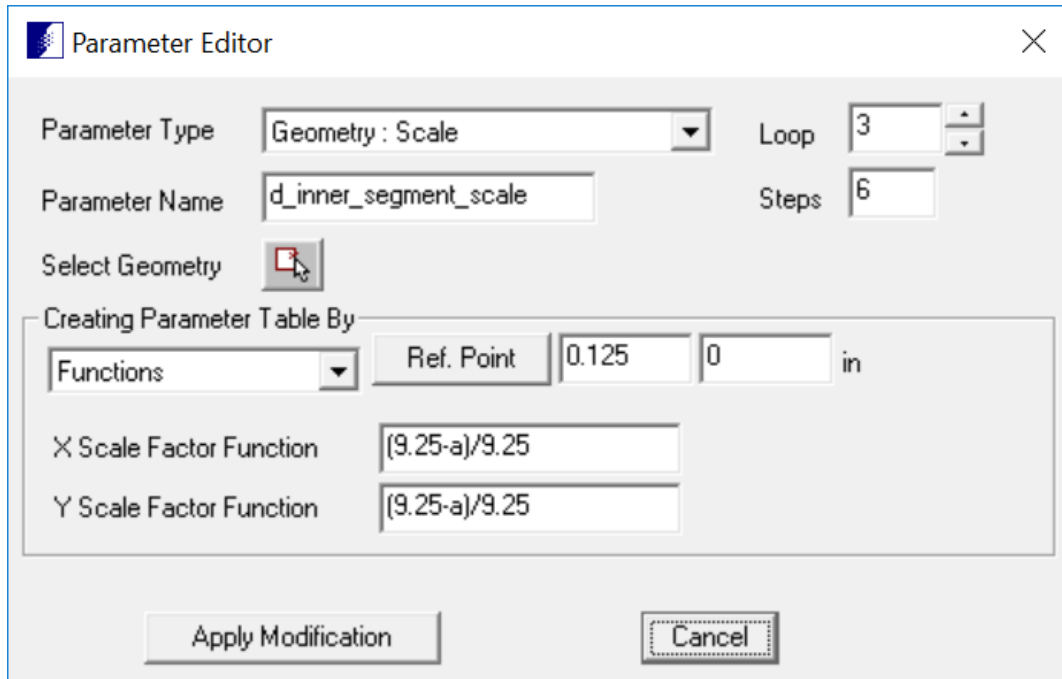 Parameter Editor
Parameter Type Geometry : Scale Loop 3
Parameter Name d_inner_segment_scale Steps 6
Select Geometry
Creating Parameter Table By
Functions Ref. Point 0.125 0 in
X Scale Factor Function (9.25-a)/9.25
Y Scale Factor Function (9.25-a)/9.25
Apply Modification Cancel